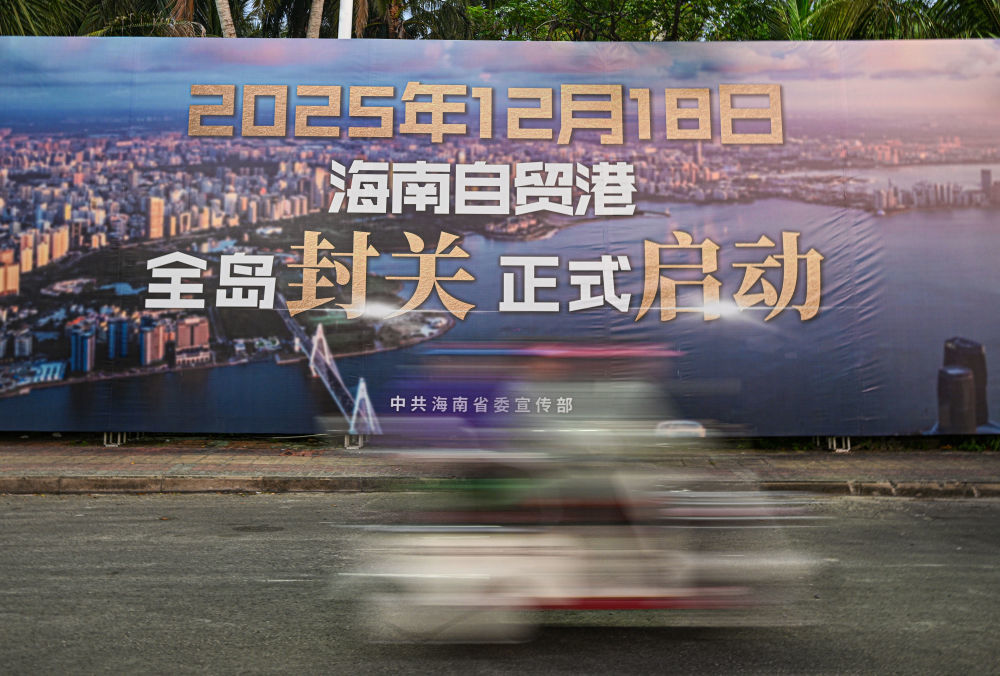 2025年12月18日
海南自贸港
全岛封关 正式启动
中共海南省委宣传部